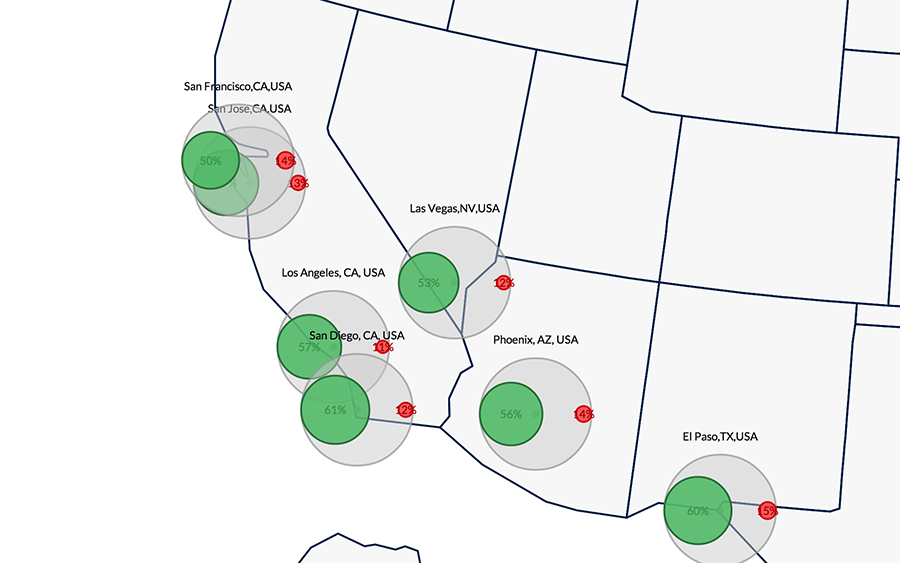 San Francisco,CA,USA
San Jose,CA,USA
50%
14%
13%
Las Vegas,NV,USA
53%
12%
Los Angeles, CA, USA
San Diego, CA, USA
57%
11%
Phoenix, AZ, USA
61%
12%
56%
14%
El Paso,TX,USA
60%
15%